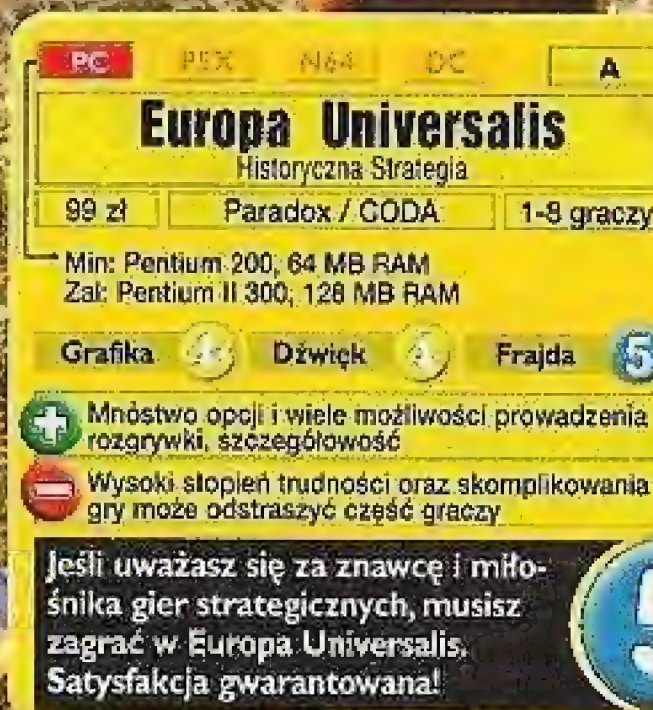 PC PSX N64 DC A
Europa Universalis
Historyczna Strategia
99 zł Paradox / CODA 1-8 graczy
Min: Pentium 200, 64 MB RAM
Zal: Pentium II 300, 128 MB RAM
Grafika Dźwięk Frajda 5
Mnóstwo opcji i wiele możliwości prowadzenia
rozgrywki, szczegółowość
Wysoki stopień trudności oraz skomplikowania
gry może odstraszyć część graczy
Jeśli uważasz się za znawcę i miło-
śnika gier strategicznych, musisz
zagrać w Europa Universalis.
Satysfakcja gwarantowana!